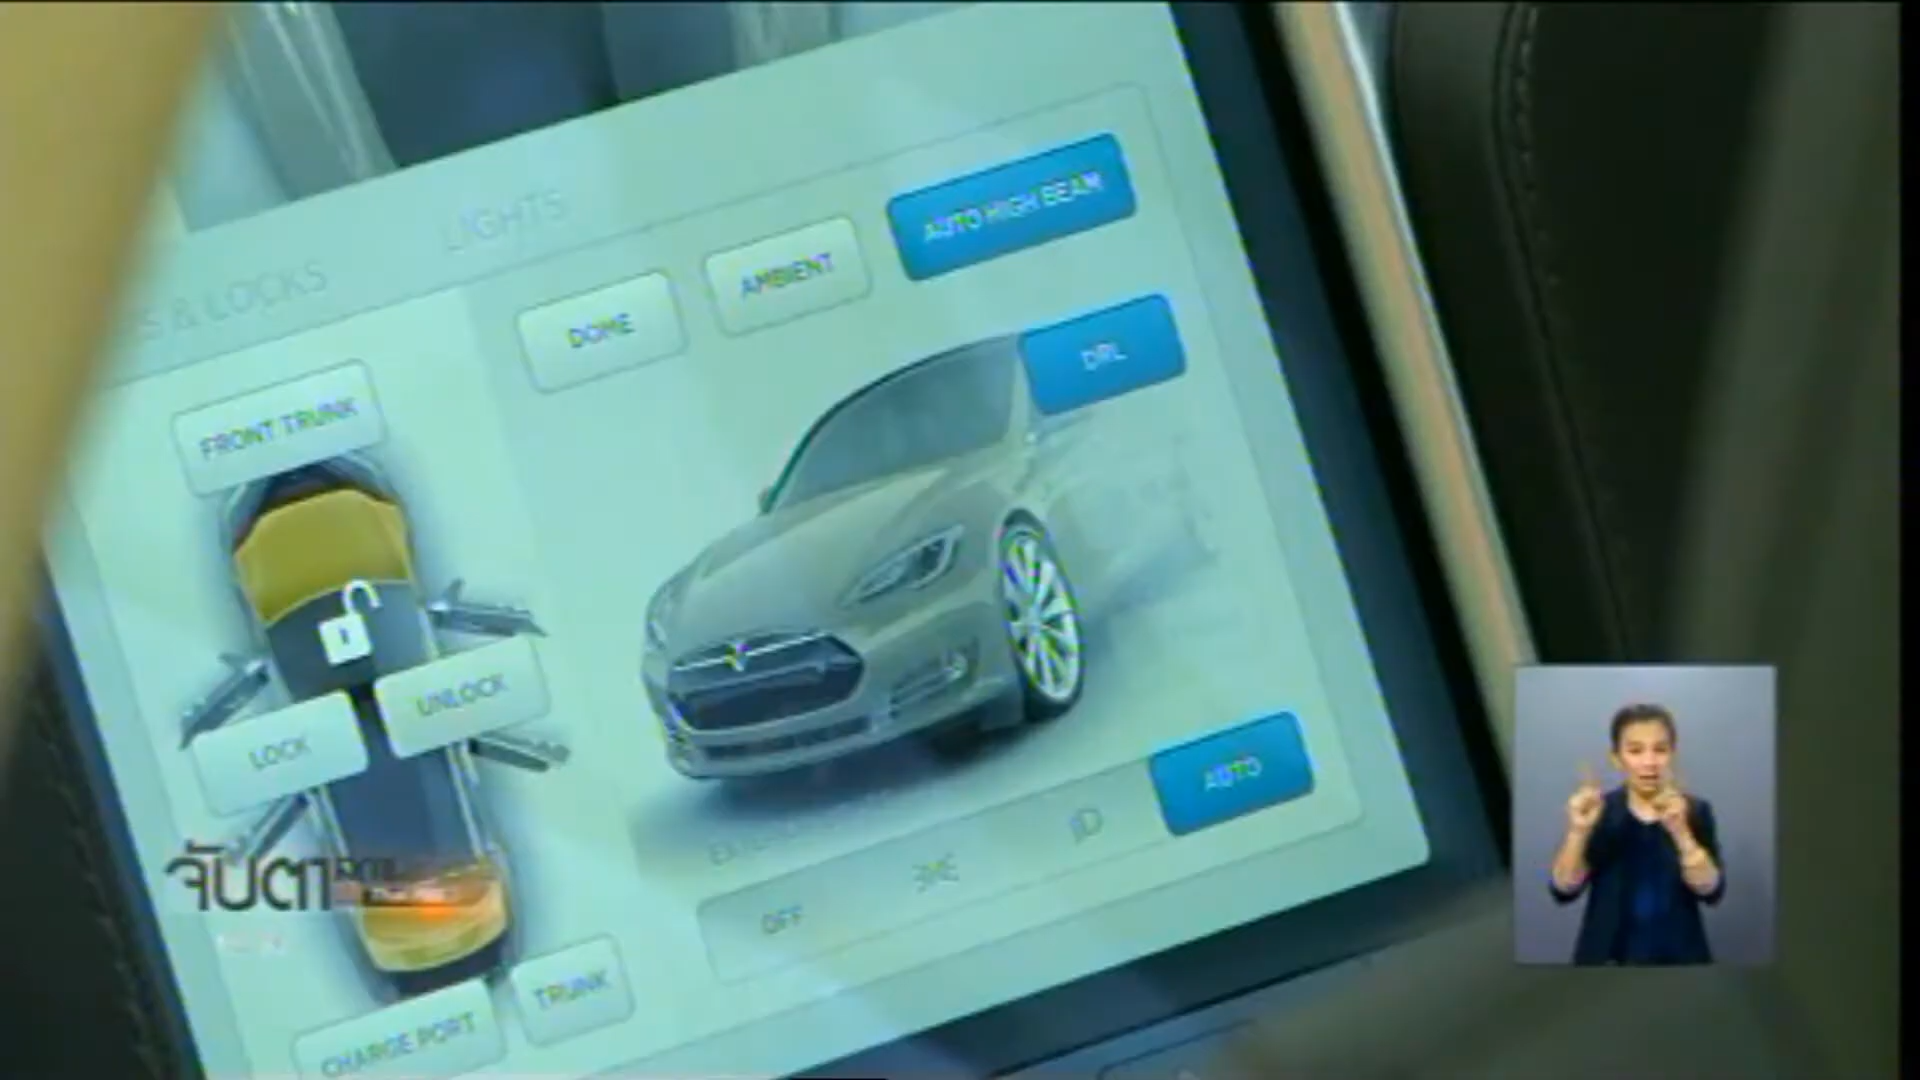 LIGHTS
S & LOCKS
AUTO HIGH BEAM
AMBIENT
DOME
DRL
FRONT TRUNK
UNLOCK
LOCK
AUTO
OFF
TRUNK
CHARGE PORT
จับตา